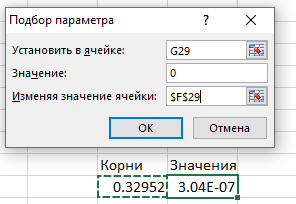 Подбор параметра
Установить в ячейке: G29
Значение: 0
Изменяя значение ячейки: $F$29
ОК Отмена
Корни Значения
0.32952 3.04E-07